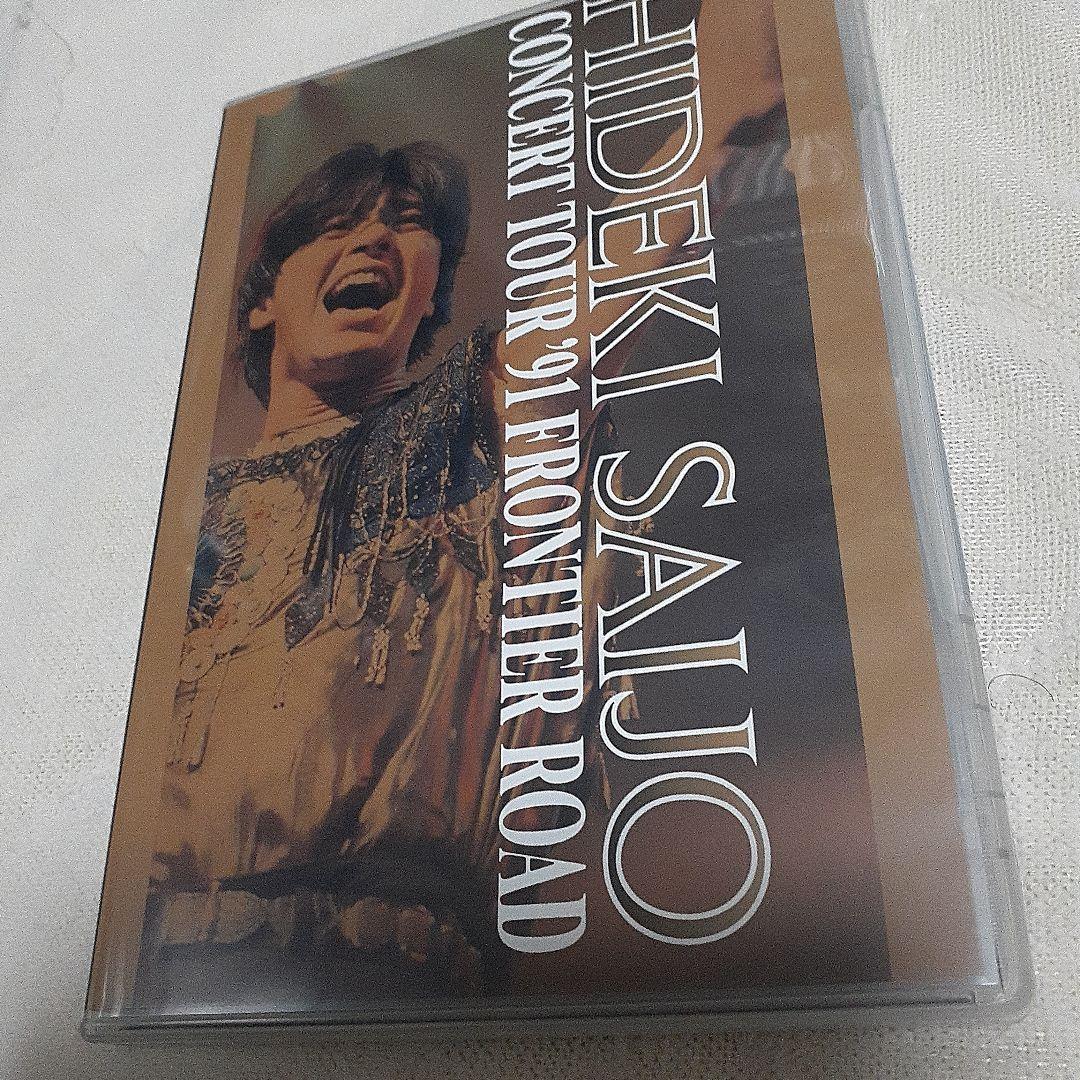 HIDEKI SAIJO
CONCERT TOUR '91 FRONTIER ROAD